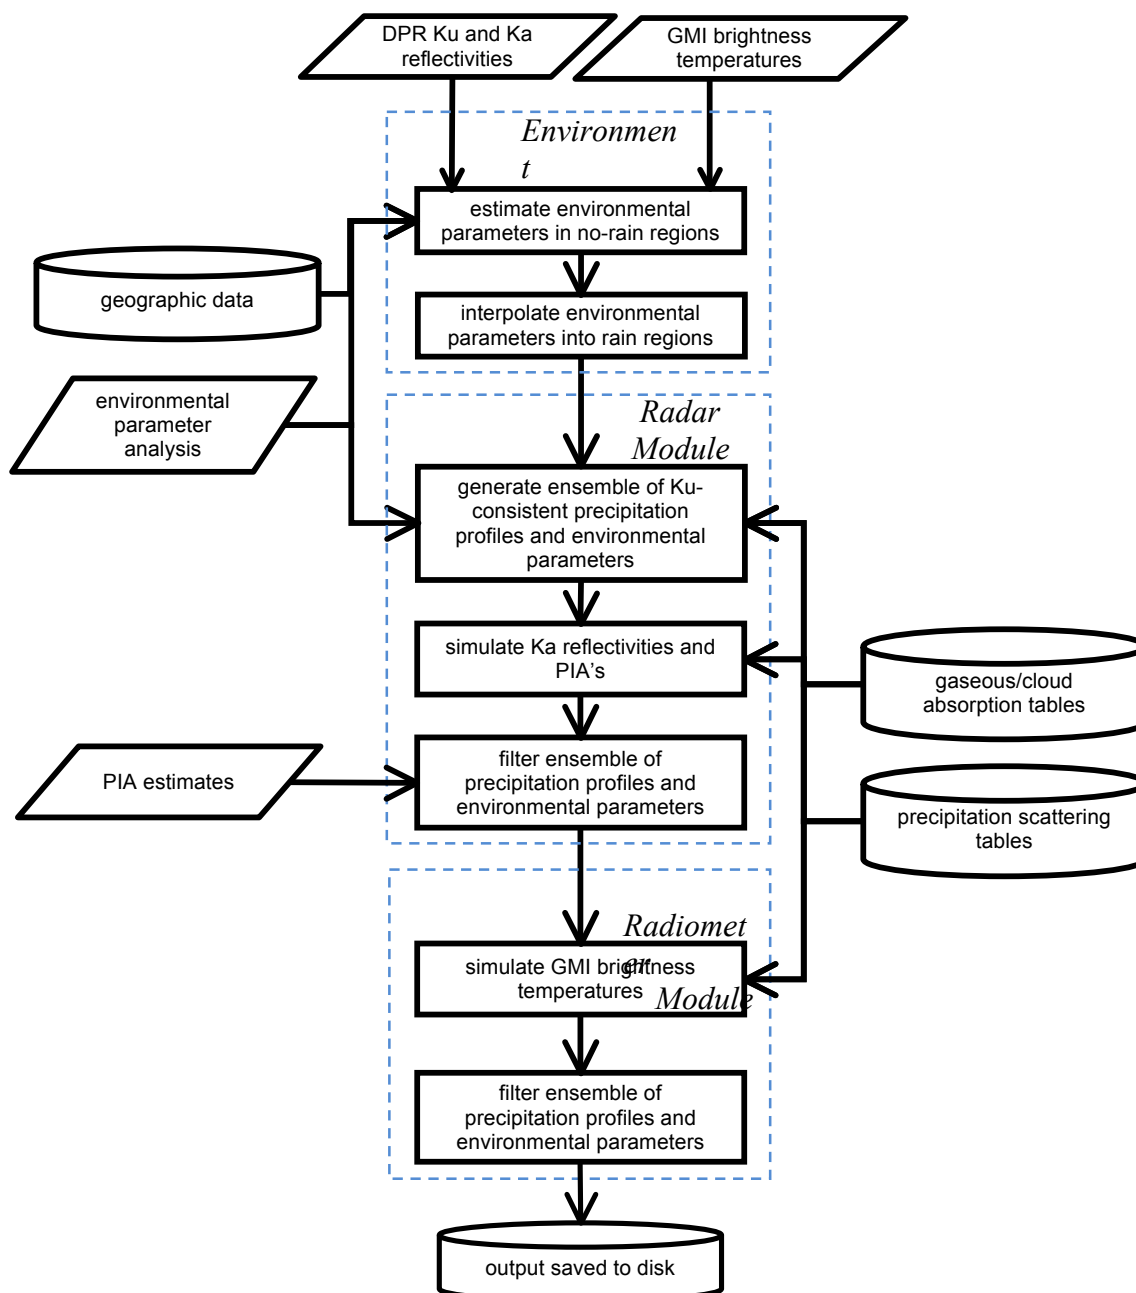 DPR Ku and Ka
reflectivities
GMI brightness
temperatures
Environmen
t
estimate environmental
parameters in no-rain regions
geographic data
interpolate environmental
parameters into rain regions
environmental
parameter
analysis
Radar
Module
generate ensemble of Ku-
consistent precipitation
profiles and environmental
parameters
simulate Ka reflectivities and
PIA's
gaseous/cloud
absorption tables
PIA estimates
filter ensemble of
precipitation profiles and
environmental parameters
precipitation scattering
tables
Radiomet
er
Module
simulate GMI brightness
temperatures
filter ensemble of
precipitation profiles and
environmental parameters
output saved to disk